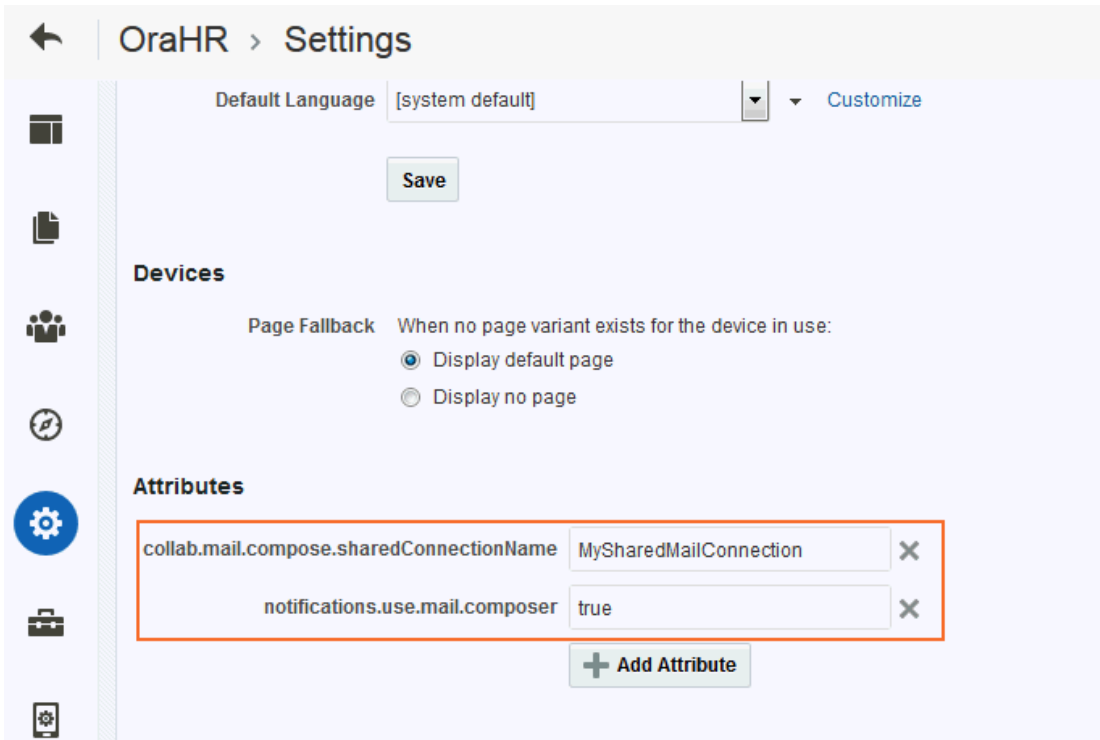 OraHR > Settings
Default Language [system default] Customize
Save
Devices
Page Fallback When no page variant exists for the device in use:
Display default page
Display no page
Attributes
collab.mail.compose.sharedConnectionName MySharedMailConnection
notifications.use.mail.composer true
Add Attribute